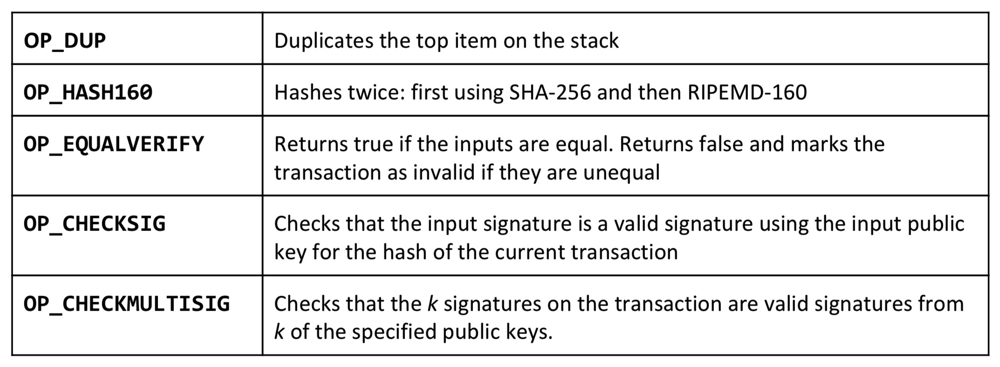 OP_DUP
Duplicates the top item on the stack
OP_HASH160
Hashes twice: first using SHA-256 and then RIPEMD-160
OP_EQUALVERIFY
Returns true if the inputs are equal. Returns false and marks the
transaction as invalid if they are unequal
OP_CHECKSIG
Checks that the input signature is a valid signature using the input public
key for the hash of the current transaction
OP_CHECKMULTISIG
Checks that the k signatures on the transaction are valid signatures from
k of the specified public keys.